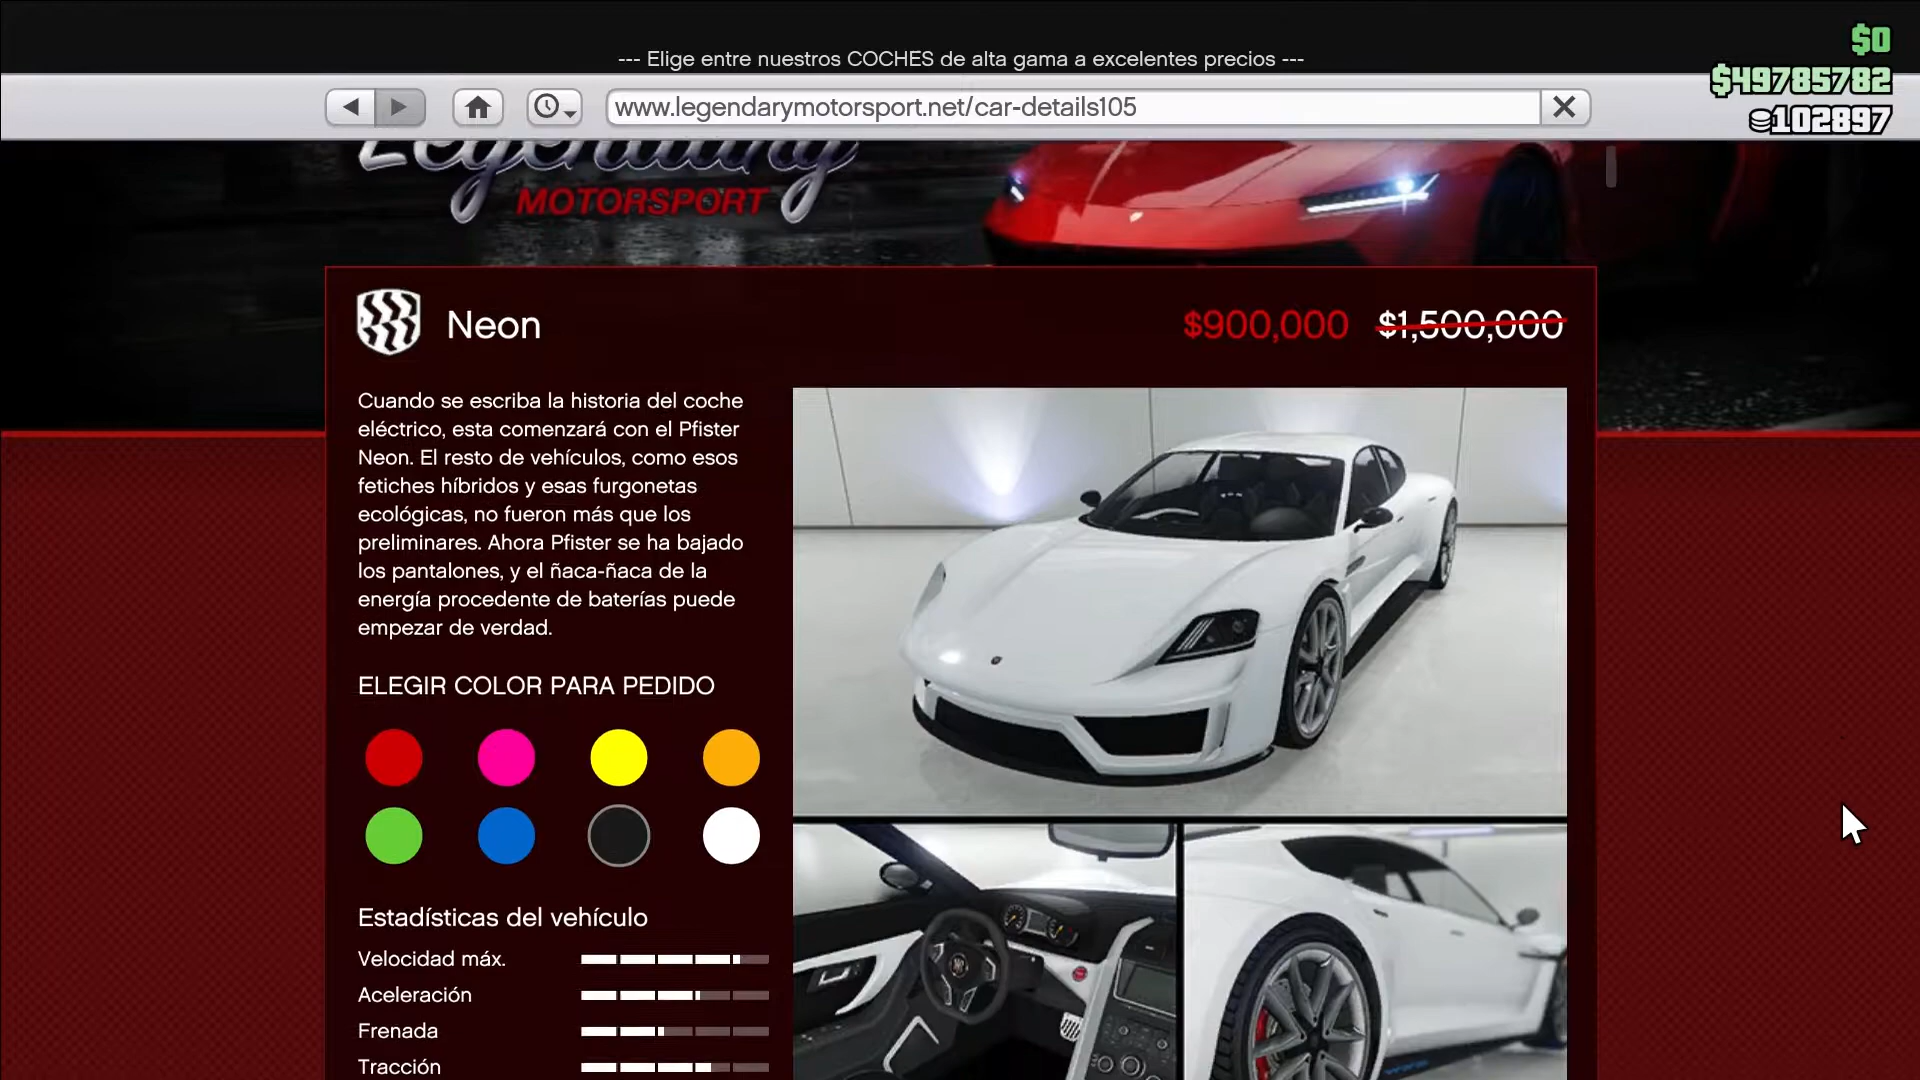 --- Elige entre nuestros COCHES de alta gama a excelentes precios ---
$0
$49785782
102897
www.legendarymotorsport.net/car-details105
Legendary
MOTORSPORT
Neon
$900,000 $1,500,000
Cuando se escriba la historia del coche
eléctrico, esta comenzará con el Pfister
Neon. El resto de vehículos, como esos
fetiches híbridos y esas furgonetas
ecológicas, no fueron más que los
preliminares. Ahora Pfister se ha bajado
los pantalones, y el ñaca-ñaca de la
energía procedente de baterías puede
empezar de verdad.
ELEGIR COLOR PARA PEDIDO
Estadísticas del vehículo
Velocidad máx.
Aceleración
Frenada
Tracción